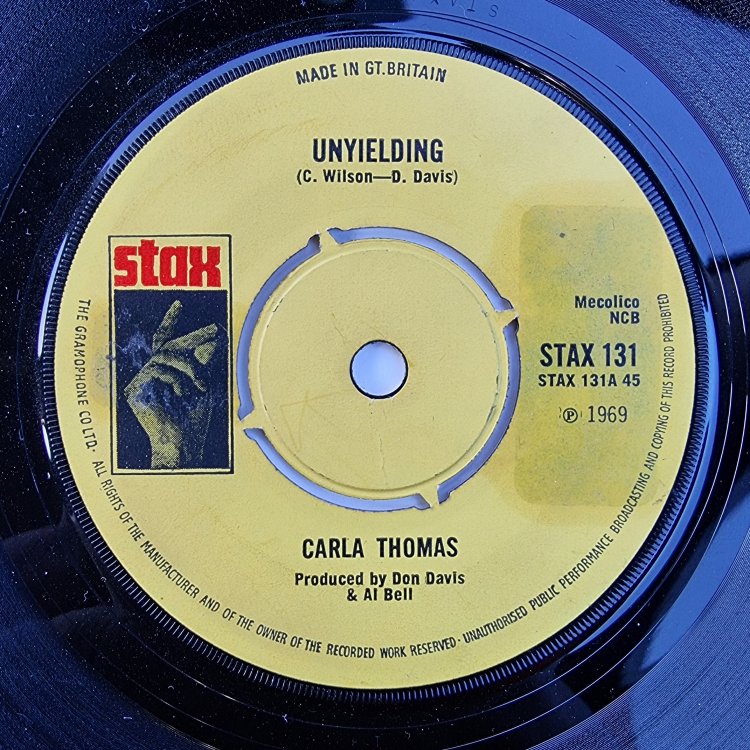 MADE IN GT.BRITAIN
UNYIELDING
(C. Wilson—D. Davis)
stax
Mecolico
NCB
STAX 131
STAX 131A 45
Ⓟ 1969
CARLA THOMAS
Produced by Don Davis
& Al Bell
THE GRAMOPHONE CO LTD· ALL RIGHTS OF THE MANUFACTURER AND OF THE OWNER OF THE RECORDED WORK RESERVED· UNAUTHORISED PUBLIC PERFORMANCE BROADCASTING AND COPYING OF THIS RECORD PROHIBITED